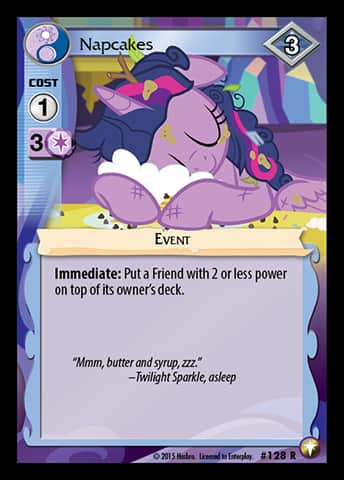 Napcakes
3
COST
1
3
EVENT
Immediate: Put a Friend with 2 or less power
on top of its owner's deck.
“Mmm, butter and syrup, zzz.”
–Twilight Sparkle, asleep
© 2015 Hasbro. Licensed to Enterplay. #128 R